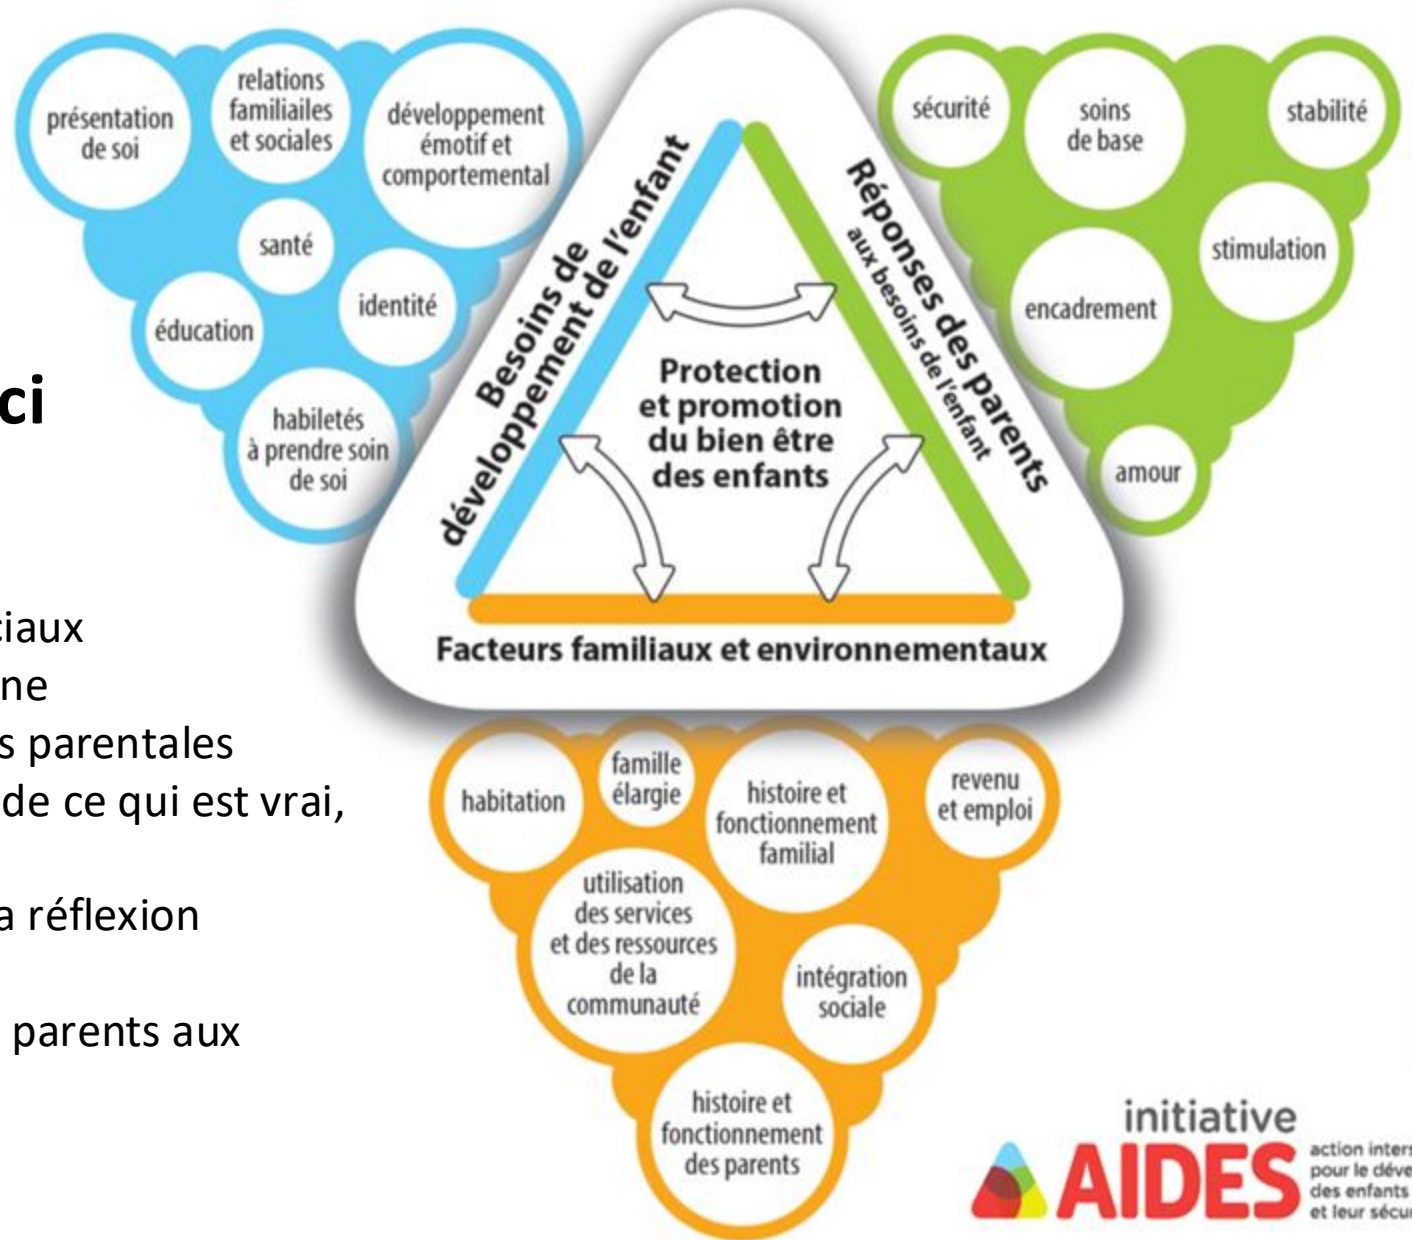 présentation
de soi
relations
familiailes
et sociales
développement
émotif et
comportemental
santé
éducation
identité
habiletés
à prendre soin
de soi
Besoins de
développement de l'enfant
Réponses des parents
aux besoins de l'enfant
sécurité
soins
de base
stabilité
stimulation
encadrement
amour
Protection
et promotion
du bien être
des enfants
Facteurs familiaux et environnementaux
habitation
famille
élargie
histoire et
fonctionnement
familial
revenu
et emploi
utilisation
des services
et des ressources
de la
communauté
intégration
sociale
histoire et
fonctionnement
des parents
ci
ciaux
ne
s parentales
de ce qui est vrai,
a réflexion
parents aux
initiative
AIDES
action inters
pour le déve
des enfants
et leur sécu